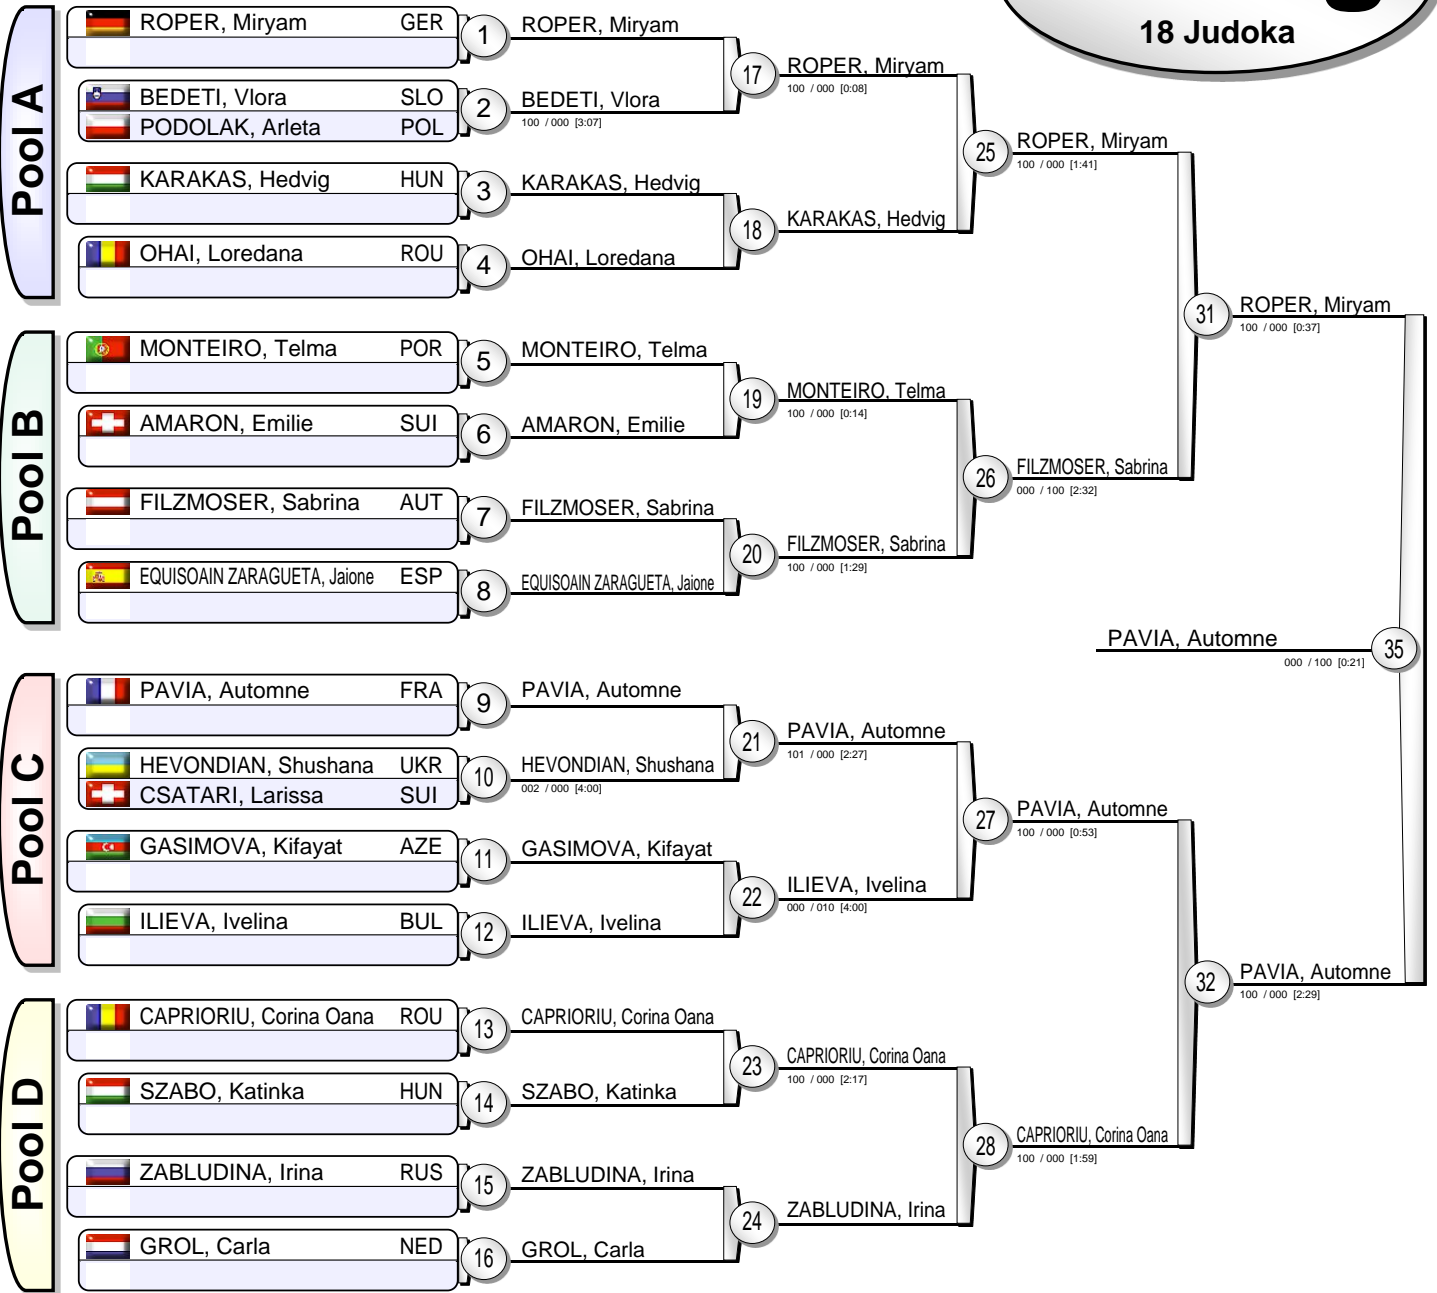 18 Judoka
Pool A
ROPER, Miryam GER
1
BEDETI, Vlora SLO
PODOLAK, Arleta POL
2
KARAKAS, Hedvig HUN
3
OHAI, Loredana ROU
4
Pool B
MONTEIRO, Telma POR
5
AMARON, Emilie SUI
6
FILZMOSER, Sabrina AUT
7
EQUISOAIN ZARAGUETA, Jaione ESP
8
Pool C
PAVIA, Automne FRA
9
HEVONDIAN, Shushana UKR
CSATARI, Larissa SUI
10
GASIMOVA, Kifayat AZE
11
ILIEVA, Ivelina BUL
12
Pool D
CAPRIORIU, Corina Oana ROU
13
SZABO, Katinka HUN
14
ZABLUDINA, Irina RUS
15
GROL, Carla NED
16
ROPER, Miryam
BEDETI, Vlora
100 / 000 [3:07]
17
KARAKAS, Hedvig
OHAI, Loredana
18
MONTEIRO, Telma
AMARON, Emilie
19
FILZMOSER, Sabrina
EQUISOAIN ZARAGUETA, Jaione
20
PAVIA, Automne
HEVONDIAN, Shushana
002 / 000 [4:00]
21
GASIMOVA, Kifayat
ILIEVA, Ivelina
22
CAPRIORIU, Corina Oana
SZABO, Katinka
23
ZABLUDINA, Irina
GROL, Carla
24
ROPER, Miryam
100 / 000 [0:08]
KARAKAS, Hedvig
25
MONTEIRO, Telma
100 / 000 [0:14]
FILZMOSER, Sabrina
100 / 000 [1:29]
26
PAVIA, Automne
101 / 000 [2:27]
ILIEVA, Ivelina
000 / 010 [4:00]
27
CAPRIORIU, Corina Oana
100 / 000 [2:17]
ZABLUDINA, Irina
28
ROPER, Miryam
100 / 000 [1:41]
FILZMOSER, Sabrina
000 / 100 [2:32]
31
PAVIA, Automne
100 / 000 [0:53]
CAPRIORIU, Corina Oana
100 / 000 [1:59]
32
ROPER, Miryam
100 / 000 [0:37]
PAVIA, Automne
100 / 000 [2:29]
PAVIA, Automne
000 / 100 [0:21]
35